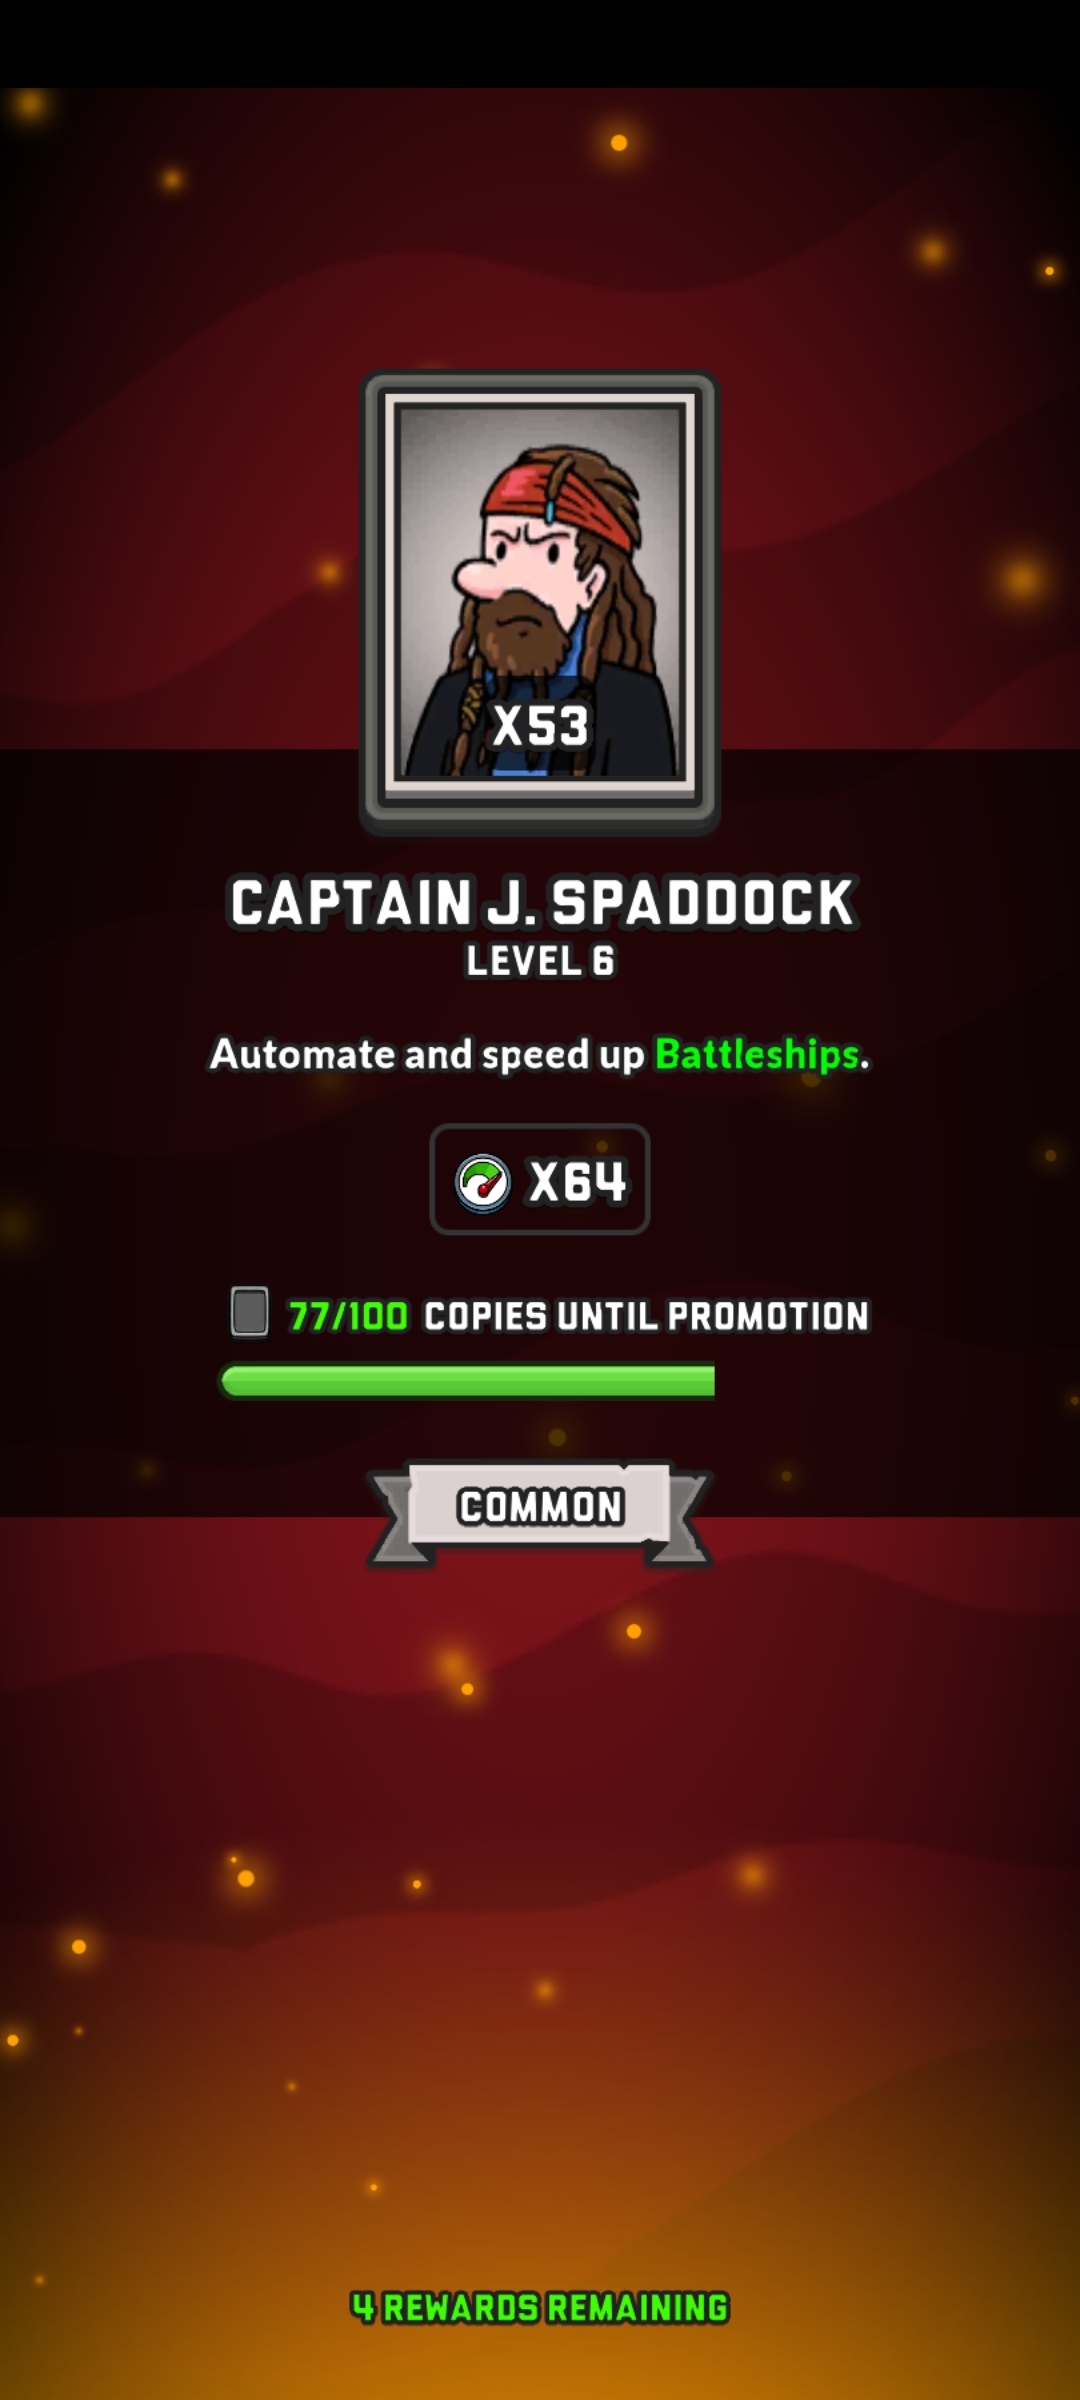 X53
CAPTAIN J. SPADDOCK
LEVEL 6
Automate and speed up Battleships.
X64
77/100 COPIES UNTIL PROMOTION
COMMON
4 REWARDS REMAINING